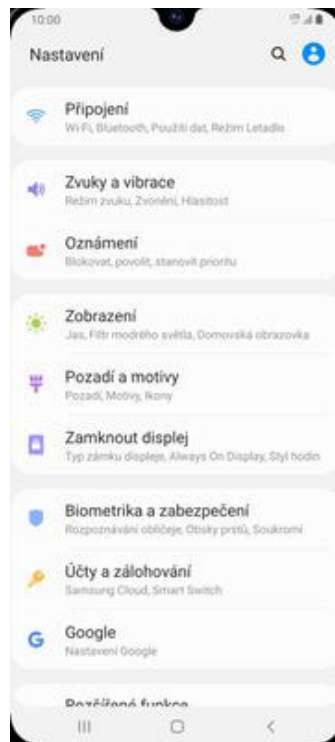 10:00
Nastavení
Připojení
Wi-Fi, Bluetooth, Použití dat, Režim Letadlo
Zvuky a vibrace
Režim zvuku, Zvonění, Hlasitost
Oznámení
Blokovat, povolit, stanovit prioritu
Zobrazení
Jas, Filtr modrého světla, Domovská obrazovka
Pozadí a motivy
Pozadí, Motivy, Ikony
Zamknout displej
Typ zámku displeje, Always On Display, Styl hodin
Biometrika a zabezpečení
Rozpoznávání obličeje, Otisky prstů, Soukromí
Účty a zálohování
Samsung Cloud, Smart Switch
Google
Nastavení Google
Rozšířené funkce